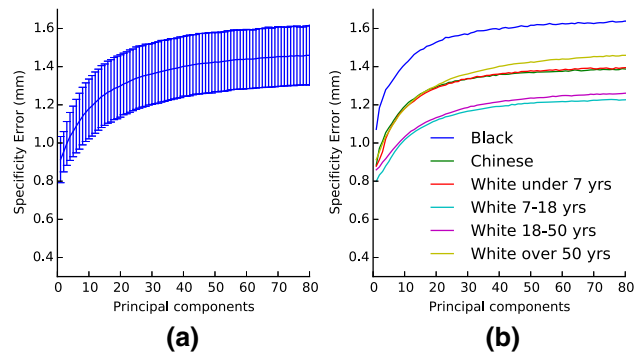 1.6
1.4
1.2
1.0
0.8
0.6
0.4
Specificity Error (mm)
0 10 20 30 40 50 60 70 80
Principal components
(a)
1.6
1.4
1.2
1.0
0.8
0.6
0.4
Specificity Error (mm)
Black
Chinese
White under 7 yrs
White 7-18 yrs
White 18-50 yrs
White over 50 yrs
0 10 20 30 40 50 60 70 80
Principal components
(b)